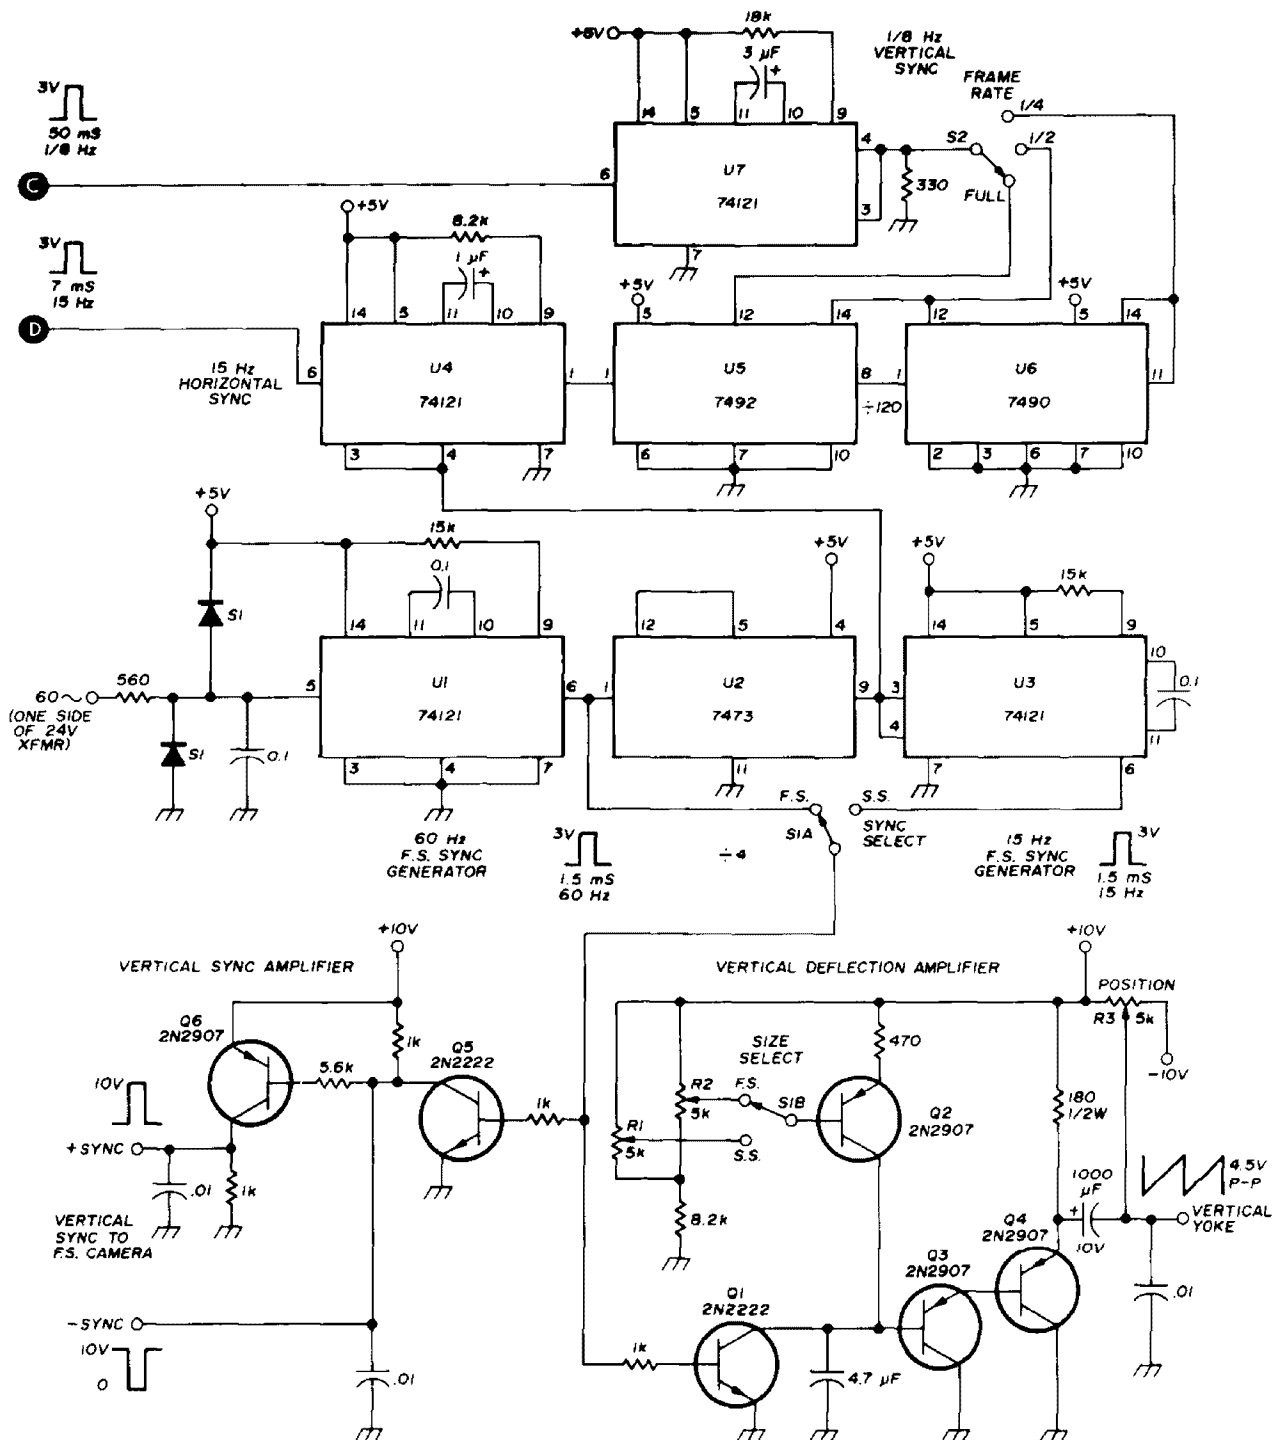 +5V
18k
3 µF
+
14
5
11
10
9
1/8 Hz
VERTICAL
SYNC
FRAME
RATE
1/4
1/2
S2
FULL
3V
50 mS
1/8 Hz
C
6
U7
74121
4
3
7
330
+5V
8.2k
1 µF
+
14
5
11
10
9
3V
7 mS
15 Hz
D
15 Hz
HORIZONTAL
SYNC
6
U4
74121
1
3
4
7
+5V
5
12
14
1
U5
7492
8
6
7
10
÷120
12
+5V
5
14
1
U6
7490
11
2
3
6
7
10
+5V
15k
0.1
14
11
10
9
S1
60~
(ONE SIDE
OF 24V
XFMR)
560
S1
0.1
5
U1
74121
6
3
4
7
60 Hz
F.S. SYNC
GENERATOR
3V
1.5 mS
60 Hz
+5V
12
5
4
1
U2
7473
9
11
÷4
+5V
15k
14
5
9
3
4
U3
74121
10
0.1
11
7
6
F.S.
S1A
S.S.
SYNC
SELECT
15 Hz
F.S. SYNC
GENERATOR
3V
1.5 mS
15 Hz
VERTICAL SYNC AMPLIFIER
+10V
Q6
2N2907
1k
Q5
2N2222
5.6k
10V
+SYNC
.01
1k
1k
VERTICAL
SYNC TO
F.S. CAMERA
-SYNC
10V
0
.01
VERTICAL DEFLECTION AMPLIFIER
+10V
POSITION
R3
5k
-10V
SIZE
SELECT
470
R2
5k
F.S.
S1B
R1
5k
S.S.
Q2
2N2907
180
1/2W
8.2k
1000
µF
+
10V
4.5V
P-P
VERTICAL
YOKE
Q4
2N2907
Q3
2N2907
.01
Q1
2N2222
1k
4.7 µF